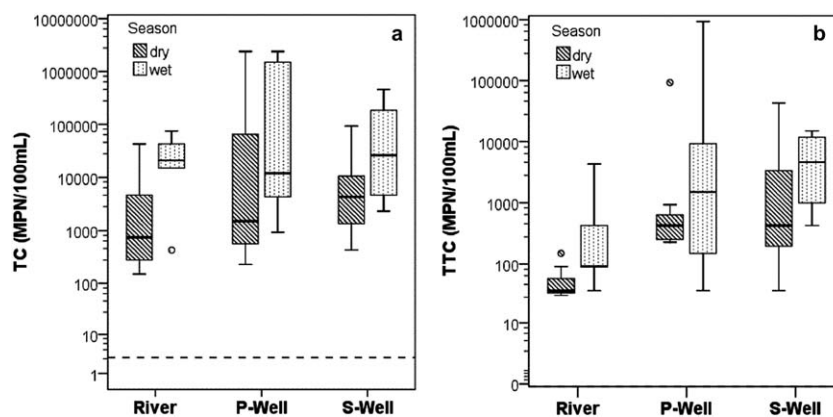 Season
dry
wet
a
TC (MPN/100mL)
10000000
1000000
100000
10000
1000
100
10
1
River P-Well S-Well
Season
dry
wet
b
TTC (MPN/100mL)
1000000
100000
10000
1000
100
10
0
River P-Well S-Well